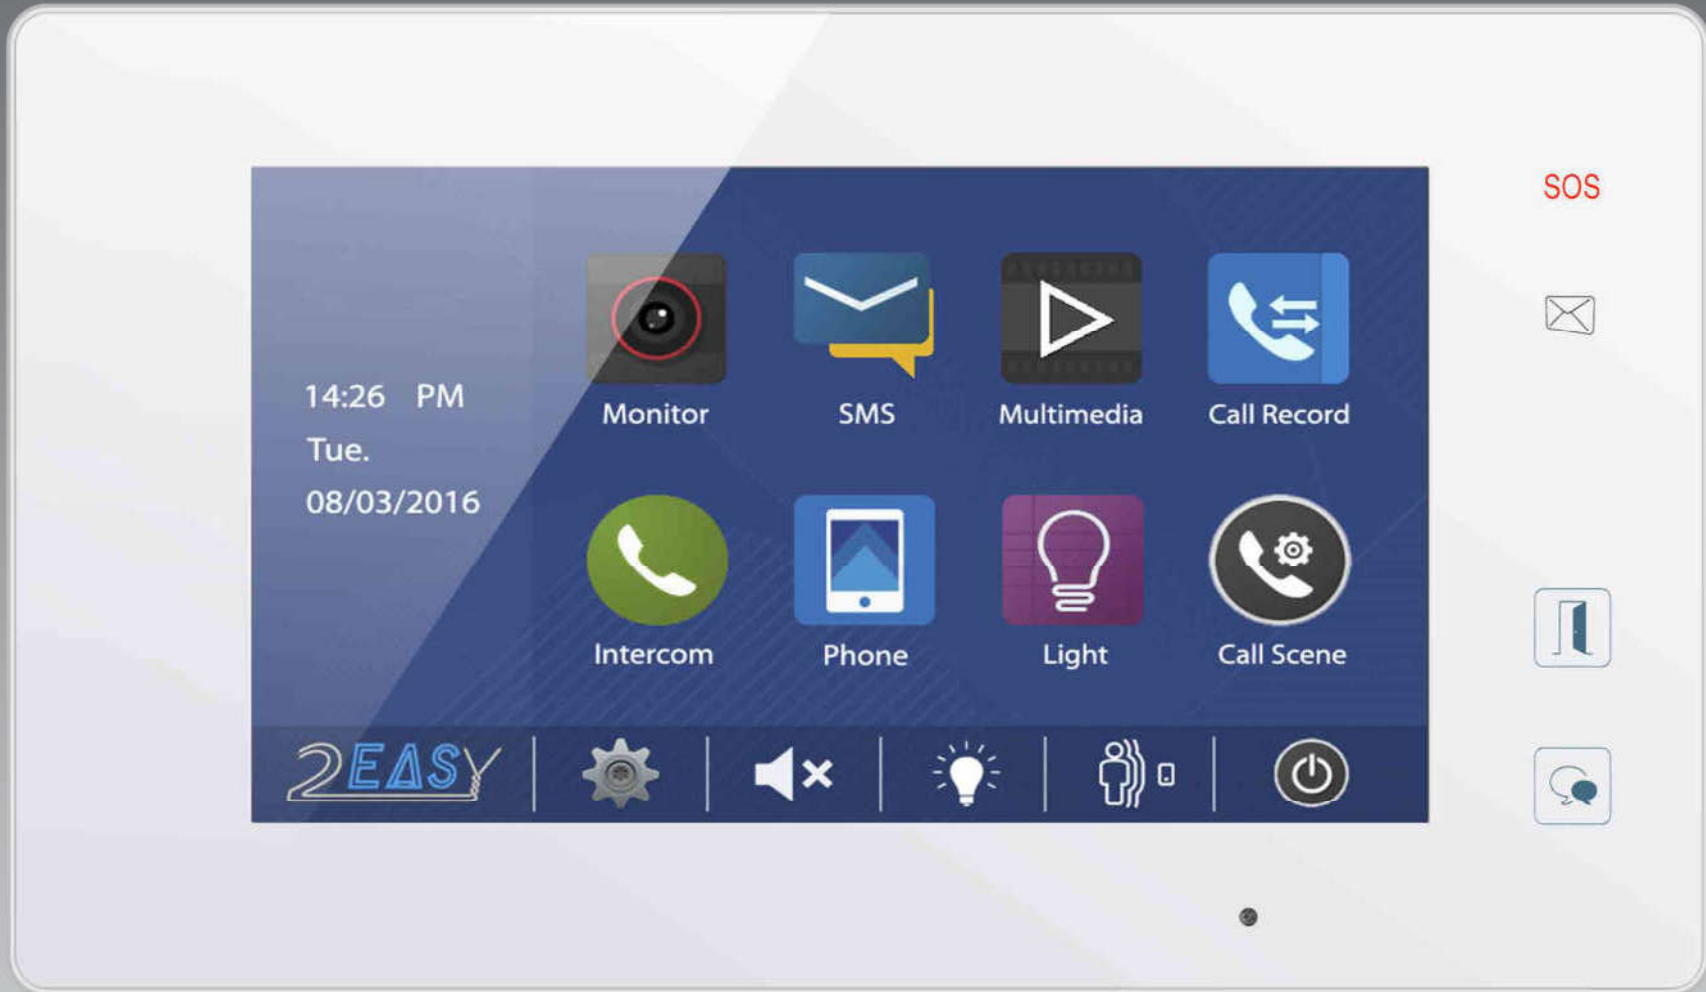 SOS
14:26 PM
Tue.
08/03/2016
Monitor SMS Multimedia Call Record
Intercom Phone Light Call Scene
2EASY